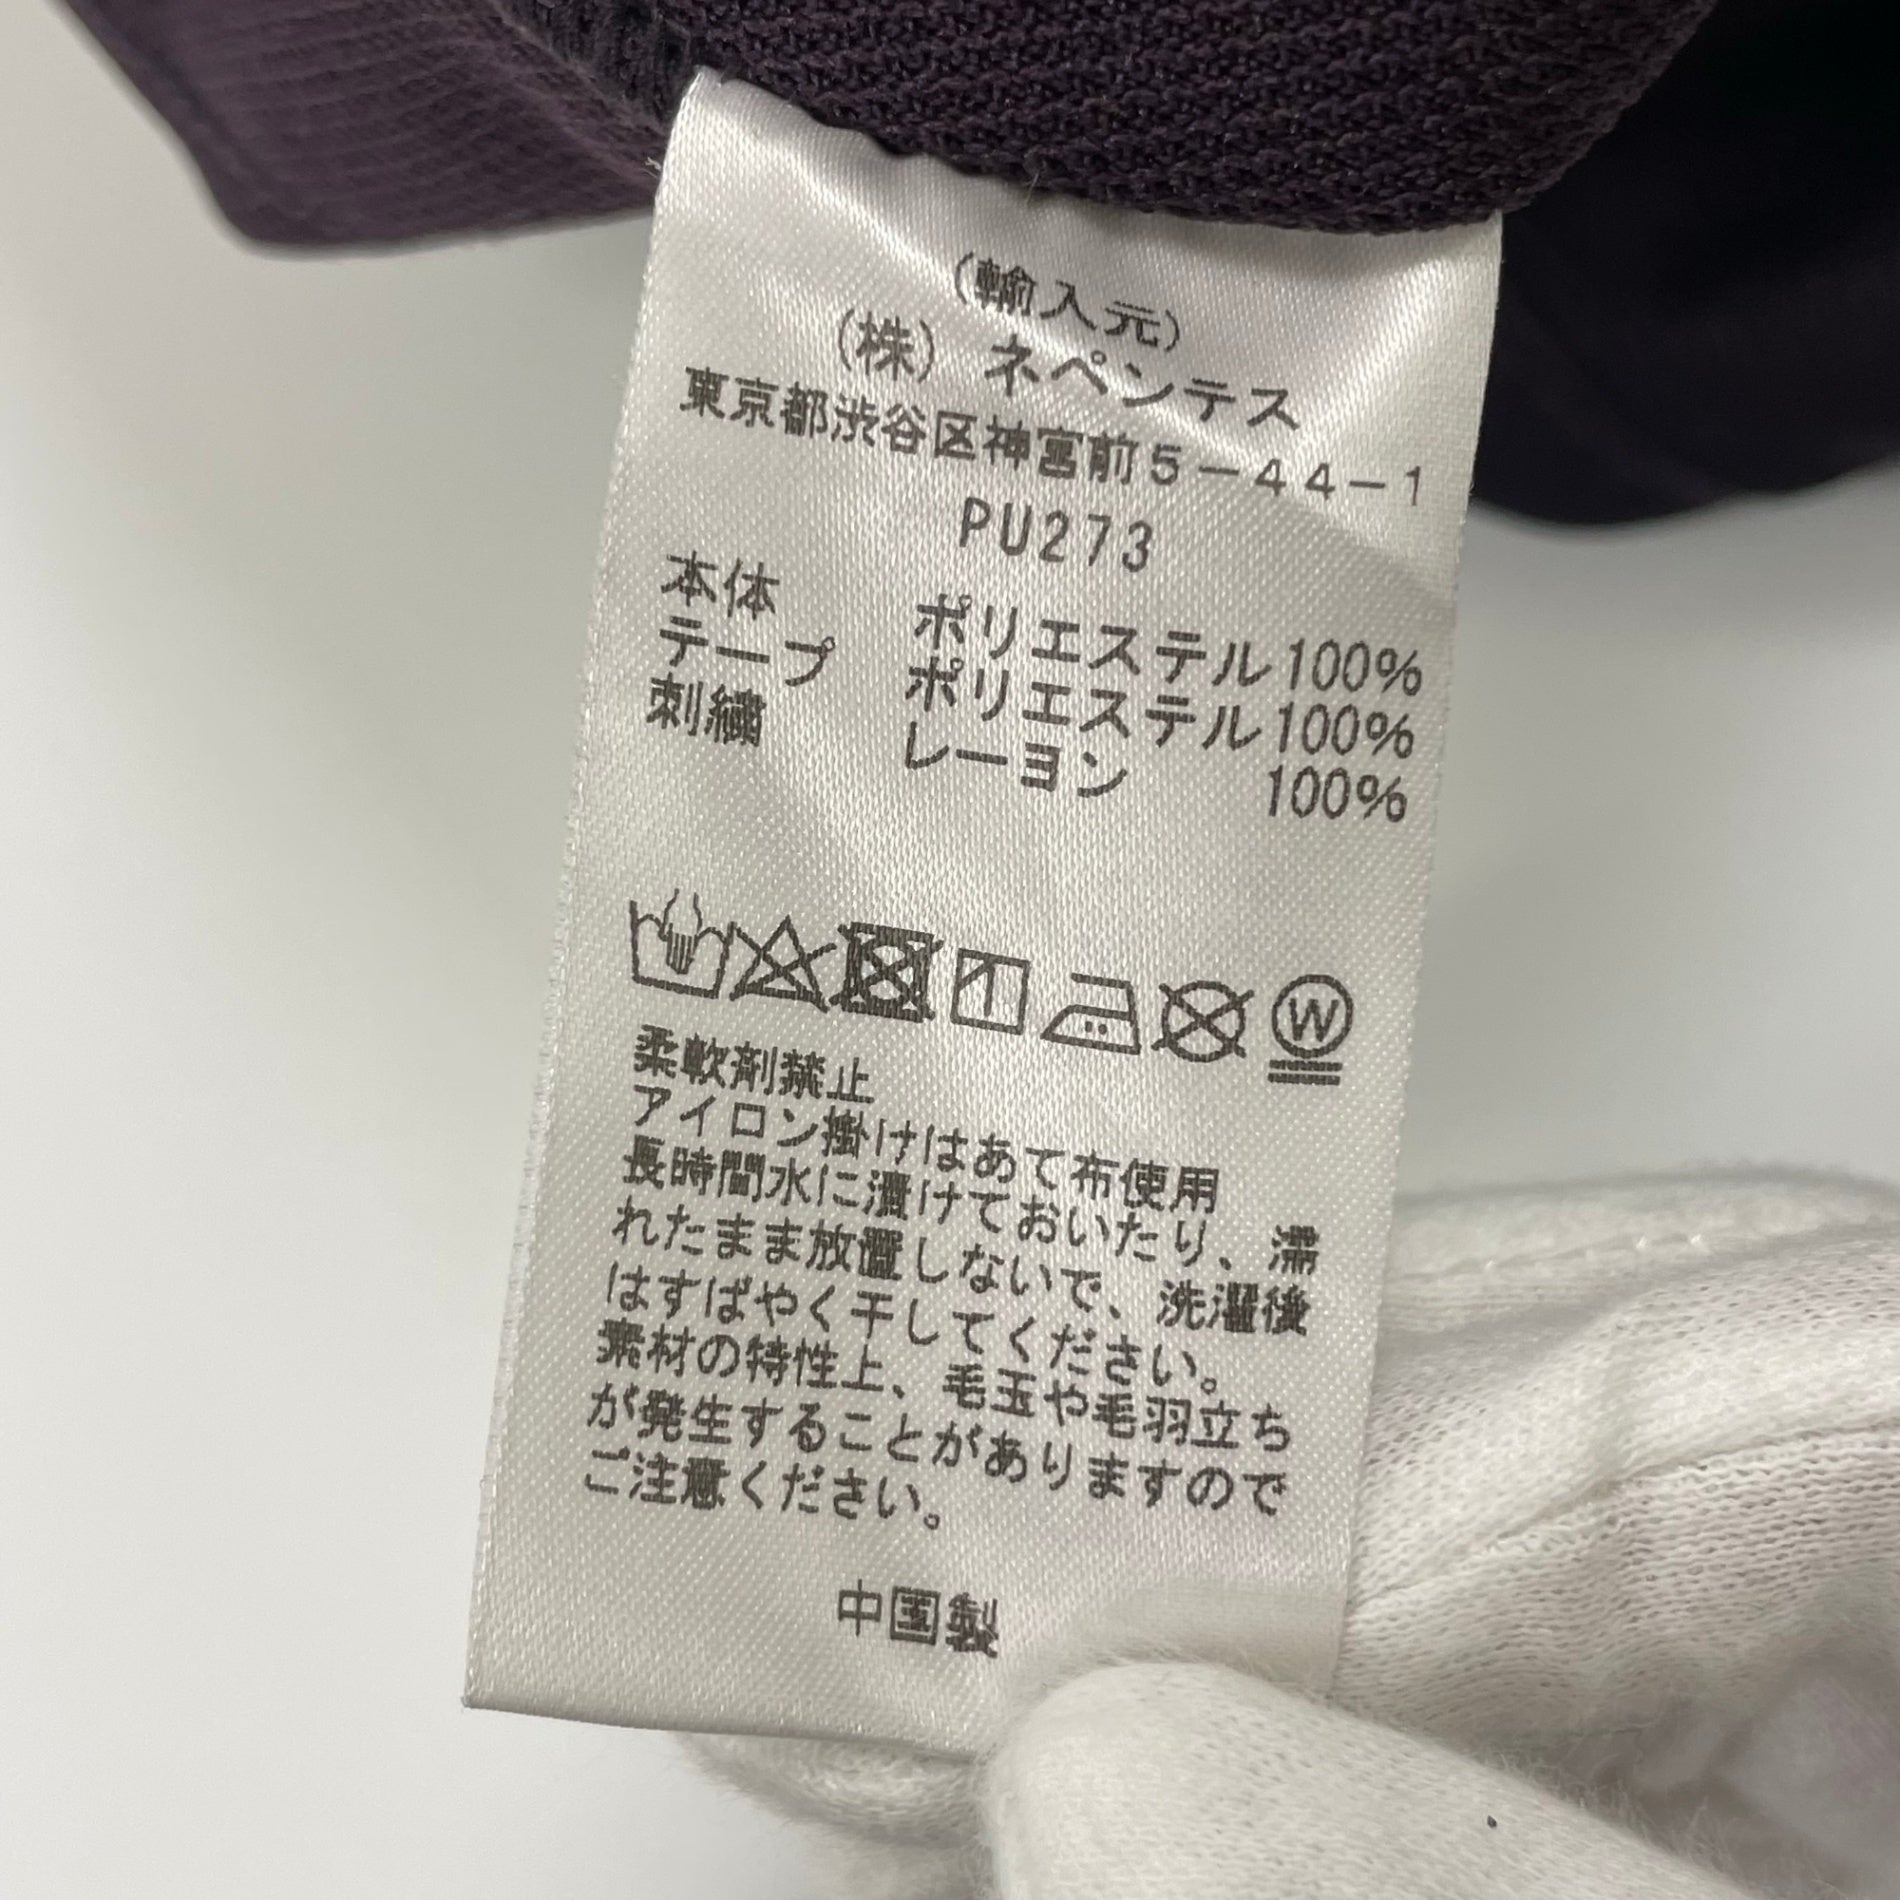 (輸入元)
(株) ネペンテス
東京都渋谷区神宮前5-44-1
PU273
本体 ポリエステル100%
テープ ポリエステル100%
刺繍 レーヨン 100%
W
柔軟剤禁止
アイロン掛けはあて布使用
長時間水に漬けておいたり、濡
れたまま放置しないで、洗濯後
はすばやく干してください。
素材の特性上、毛玉や毛羽立ち
が発生することがありますので
ご注意ください。
中国製